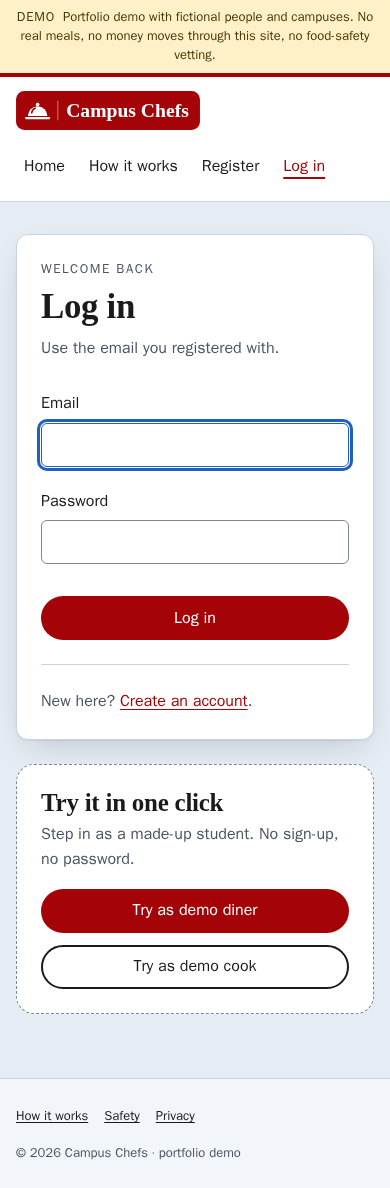 DEMO Portfolio demo with fictional people and campuses. No
real meals, no money moves through this site, no food-safety
vetting.
Campus Chefs
Home How it works Register Log in
WELCOME BACK
Log in
Use the email you registered with.
Email
Password
Log in
New here? Create an account.
Try it in one click
Step in as a made-up student. No sign-up,
no password.
Try as demo diner
Try as demo cook
How it works Safety Privacy
© 2026 Campus Chefs · portfolio demo